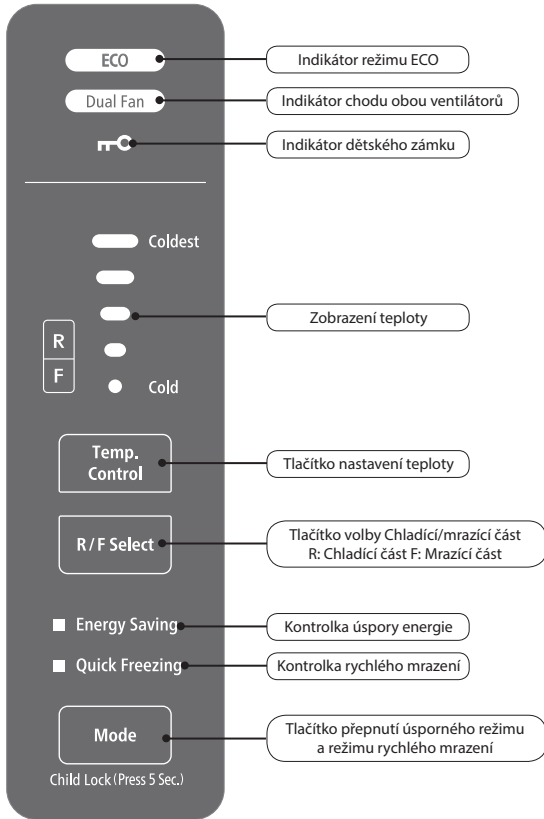 ECO
Indikátor režimu ECO
Dual Fan
Indikátor chodu obou ventilátorů
Indikátor dětského zámku
Coldest
Zobrazení teploty
R
F
Cold
Temp.
Control
Tlačítko nastavení teploty
R/F Select
Tlačítko volby Chladící/mrazící část
R: Chladící část F: Mrazící část
Energy Saving
Kontrolka úspory energie
Quick Freezing
Kontrolka rychlého mrazení
Mode
Tlačítko přepnutí úsporného režimu
a režimu rychlého mrazení
Child Lock (Press 5 Sec.)